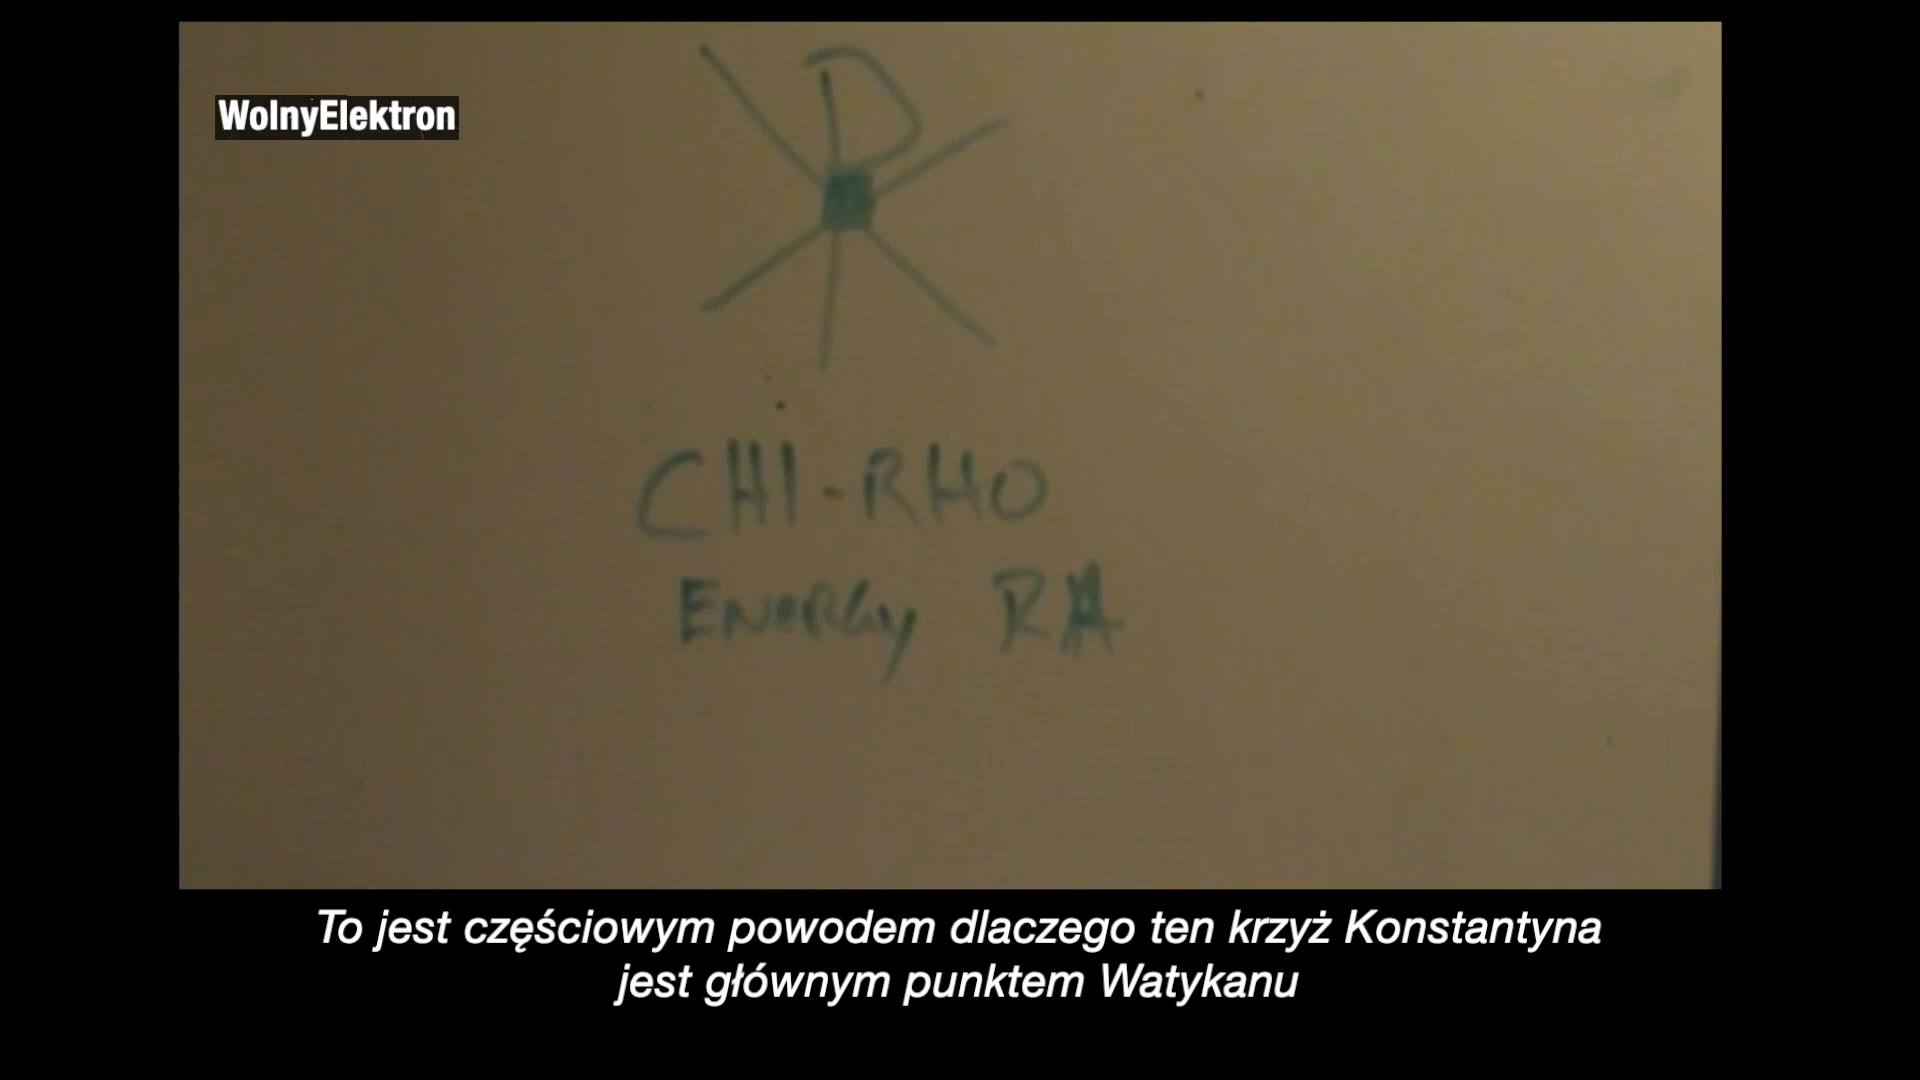 WolnyElektron
CHI-RHO
ENERGY RA
To jest częściowym powodem dlaczego ten krzyż Konstantyna
jest głównym punktem Watykanu